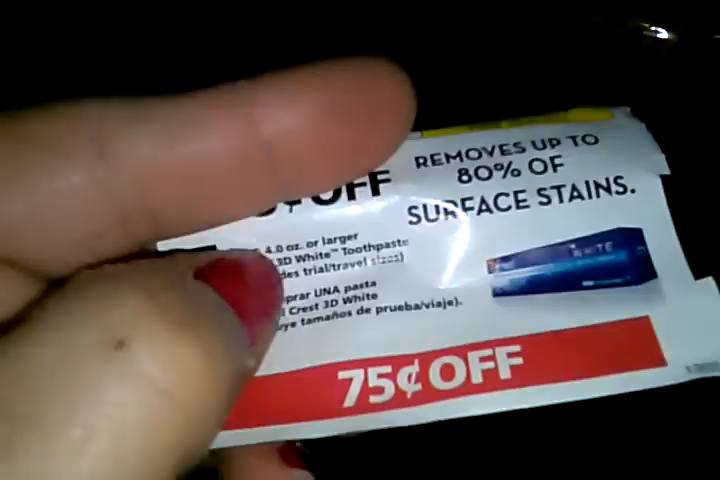 ¢ OFF
4.0 oz. or larger
3D White™ Toothpaste
des trial/travel sizes)
prar UNA pasta
l Crest 3D White
ye tamaños de prueba/viaje).
REMOVES UP TO
80% OF
SURFACE STAINS.
WHITE
75¢ OFF